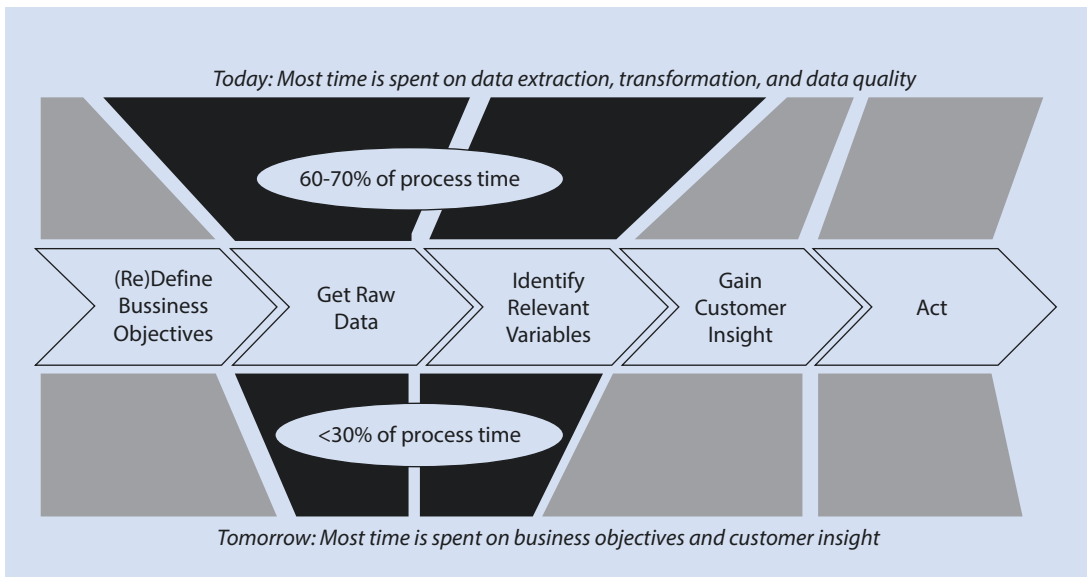 Today: Most time is spent on data extraction, transformation, and data quality
60-70% of process time
(Re)Define
Bussiness
Objectives
Get Raw
Data
Identify
Relevant
Variables
Gain
Customer
Insight
Act
<30% of process time
Tomorrow: Most time is spent on business objectives and customer insight